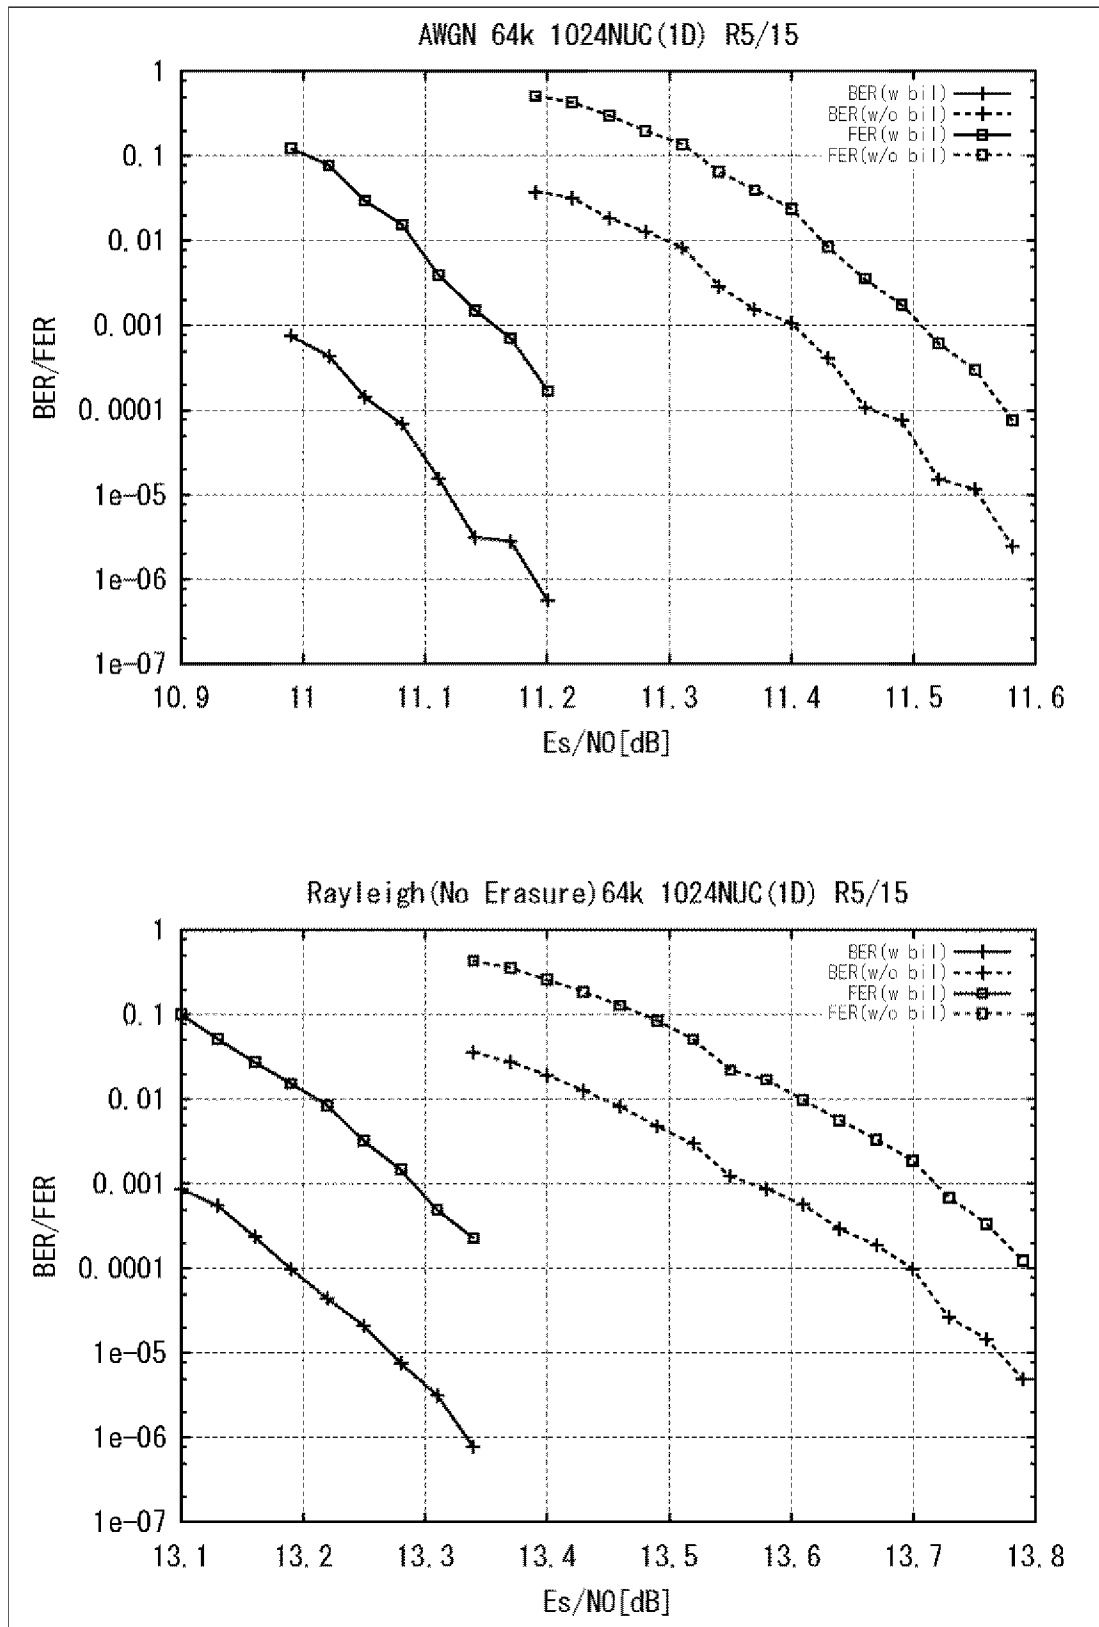 AWGN 64k 1024NUC(1D) R5/15
1
BER(w bil)
BER(w/o bil)
FER(w bil)
FER(w/o bil)
0.1
0.01
0.001
0.0001
1e-05
1e-06
1e-07
BER/FER
10.9 11 11.1 11.2 11.3 11.4 11.5 11.6
Es/N0[dB]
Rayleigh(No Erasure)64k 1024NUC(1D) R5/15
1
BER(w bil)
BER(w/o bil)
FER(w bil)
FER(w/o bil)
0.1
0.01
0.001
0.0001
1e-05
1e-06
1e-07
BER/FER
13.1 13.2 13.3 13.4 13.5 13.6 13.7 13.8
Es/N0[dB]